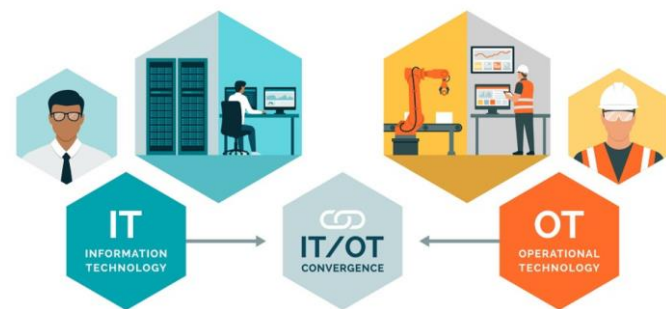 IT
INFORMATION
TECHNOLOGY
IT/OT
CONVERGENCE
OT
OPERATIONAL
TECHNOLOGY